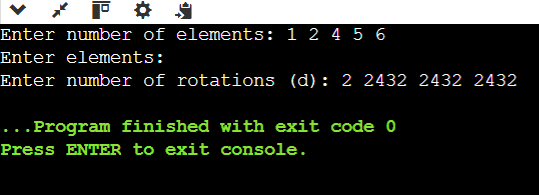 Enter number of elements: 1 2 4 5 6
Enter elements:
Enter number of rotations (d): 2 2432 2432 2432
...Program finished with exit code 0
Press ENTER to exit console.